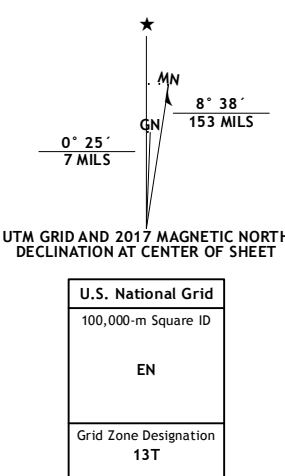 ★
MN
8° 38´
153 MILS
GN
0° 25´
7 MILS
UTM GRID AND 2017 MAGNETIC NORTH
DECLINATION AT CENTER OF SHEET
U.S. National Grid
100,000-m Square ID
EN
Grid Zone Designation
13T